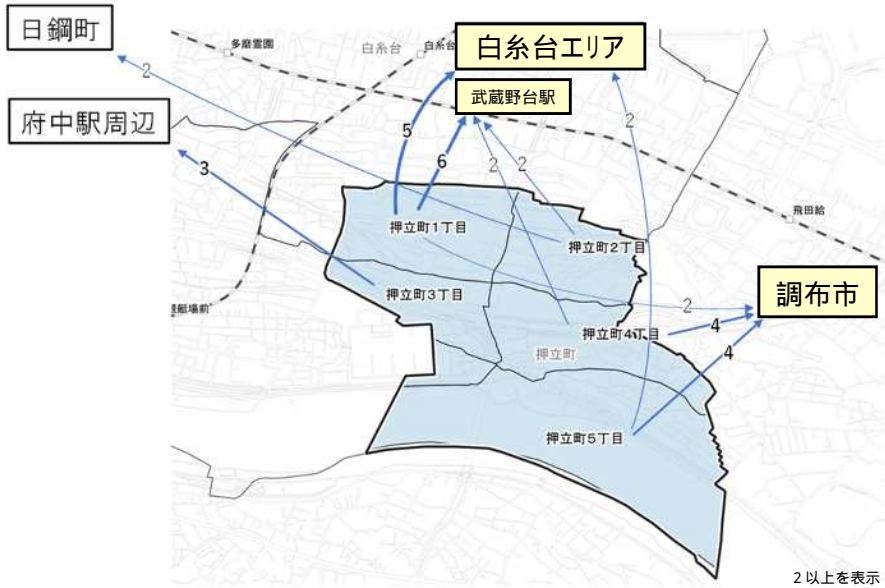 日鋼町
白糸台エリア
多磨霊園
白糸台
白糸台
武蔵野台駅
府中駅周辺
2
5
6
2
2
2
3
飛田給
押立町1丁目
押立町2丁目
調布市
押立町3丁目
2
4
押立町4丁目
押立町
4
押立町5丁目
2以上を表示